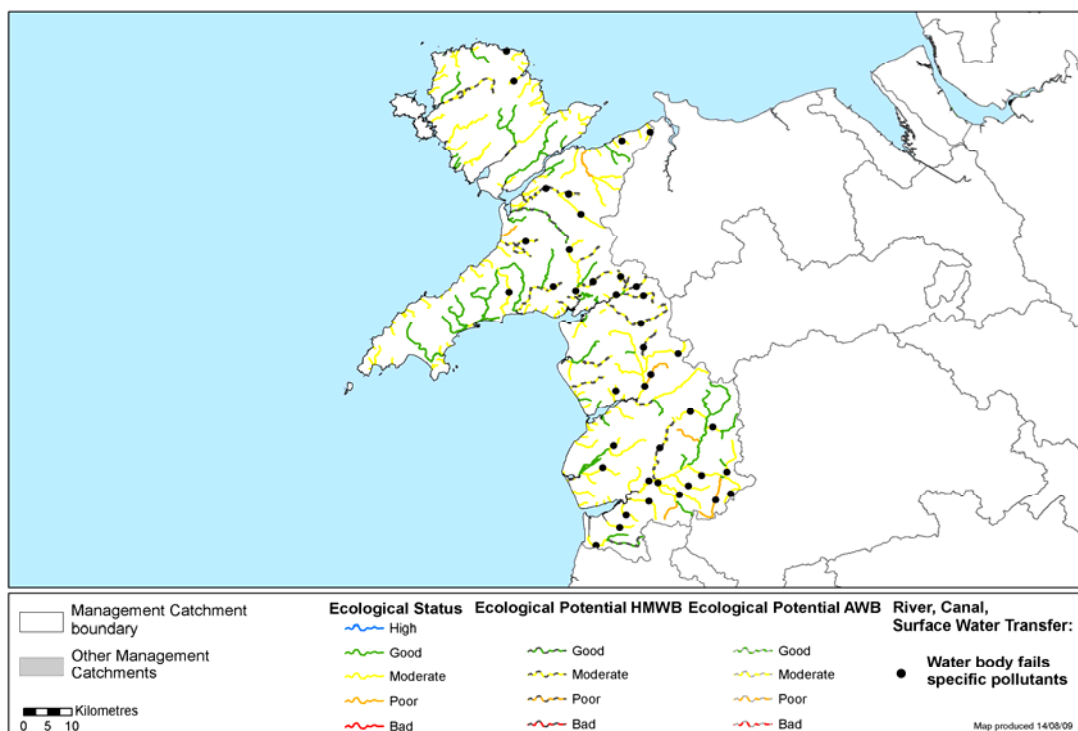 Management Catchment
boundary
Other Management
Catchments
Kilometres
0 5 10
Ecological Status
High
Good
Moderate
Poor
Bad
Ecological Potential HMWB
Good
Moderate
Poor
Bad
Ecological Potential AWB
Good
Moderate
Poor
Bad
River, Canal,
Surface Water Transfer:
Water body fails
specific pollutants
Map produced 14/08/09